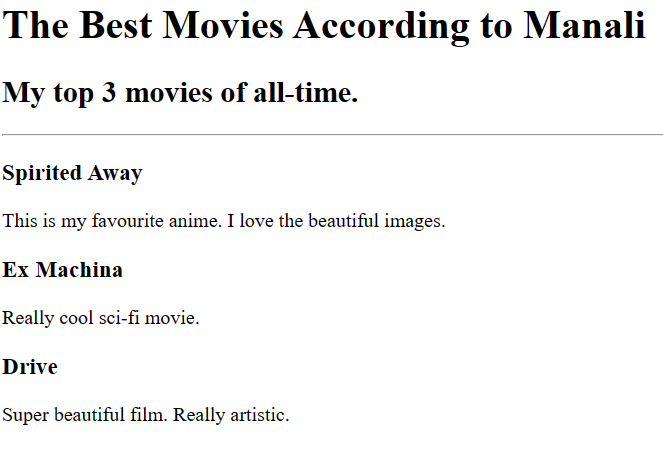 The Best Movies According to Manali
My top 3 movies of all-time.
Spirited Away
This is my favourite anime. I love the beautiful images.
Ex Machina
Really cool sci-fi movie.
Drive
Super beautiful film. Really artistic.